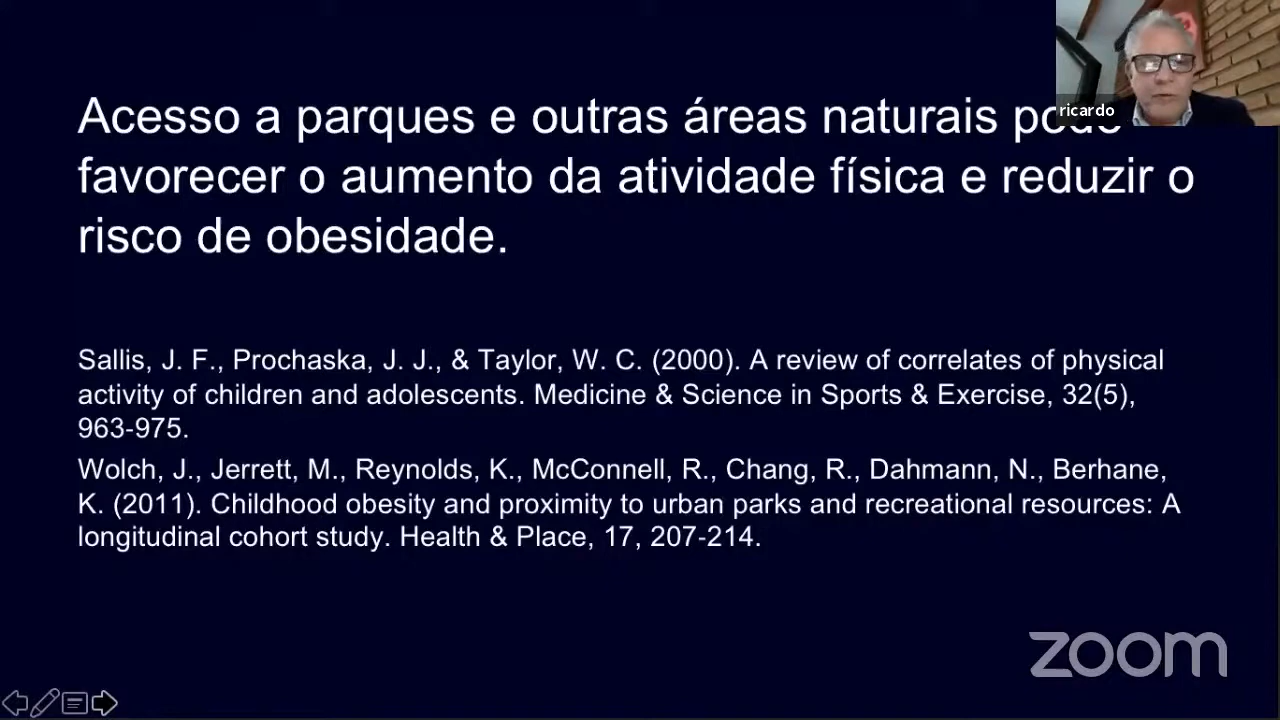 Acesso a parques e outras áreas naturais pode
favorecer o aumento da atividade física e reduzir o
risco de obesidade.
ricardo
Sallis, J. F., Prochaska, J. J., & Taylor, W. C. (2000). A review of correlates of physical
activity of children and adolescents. Medicine & Science in Sports & Exercise, 32(5),
963-975.
Wolch, J., Jerrett, M., Reynolds, K., McConnell, R., Chang, R., Dahmann, N., Berhane,
K. (2011). Childhood obesity and proximity to urban parks and recreational resources: A
longitudinal cohort study. Health & Place, 17, 207-214.
zoom